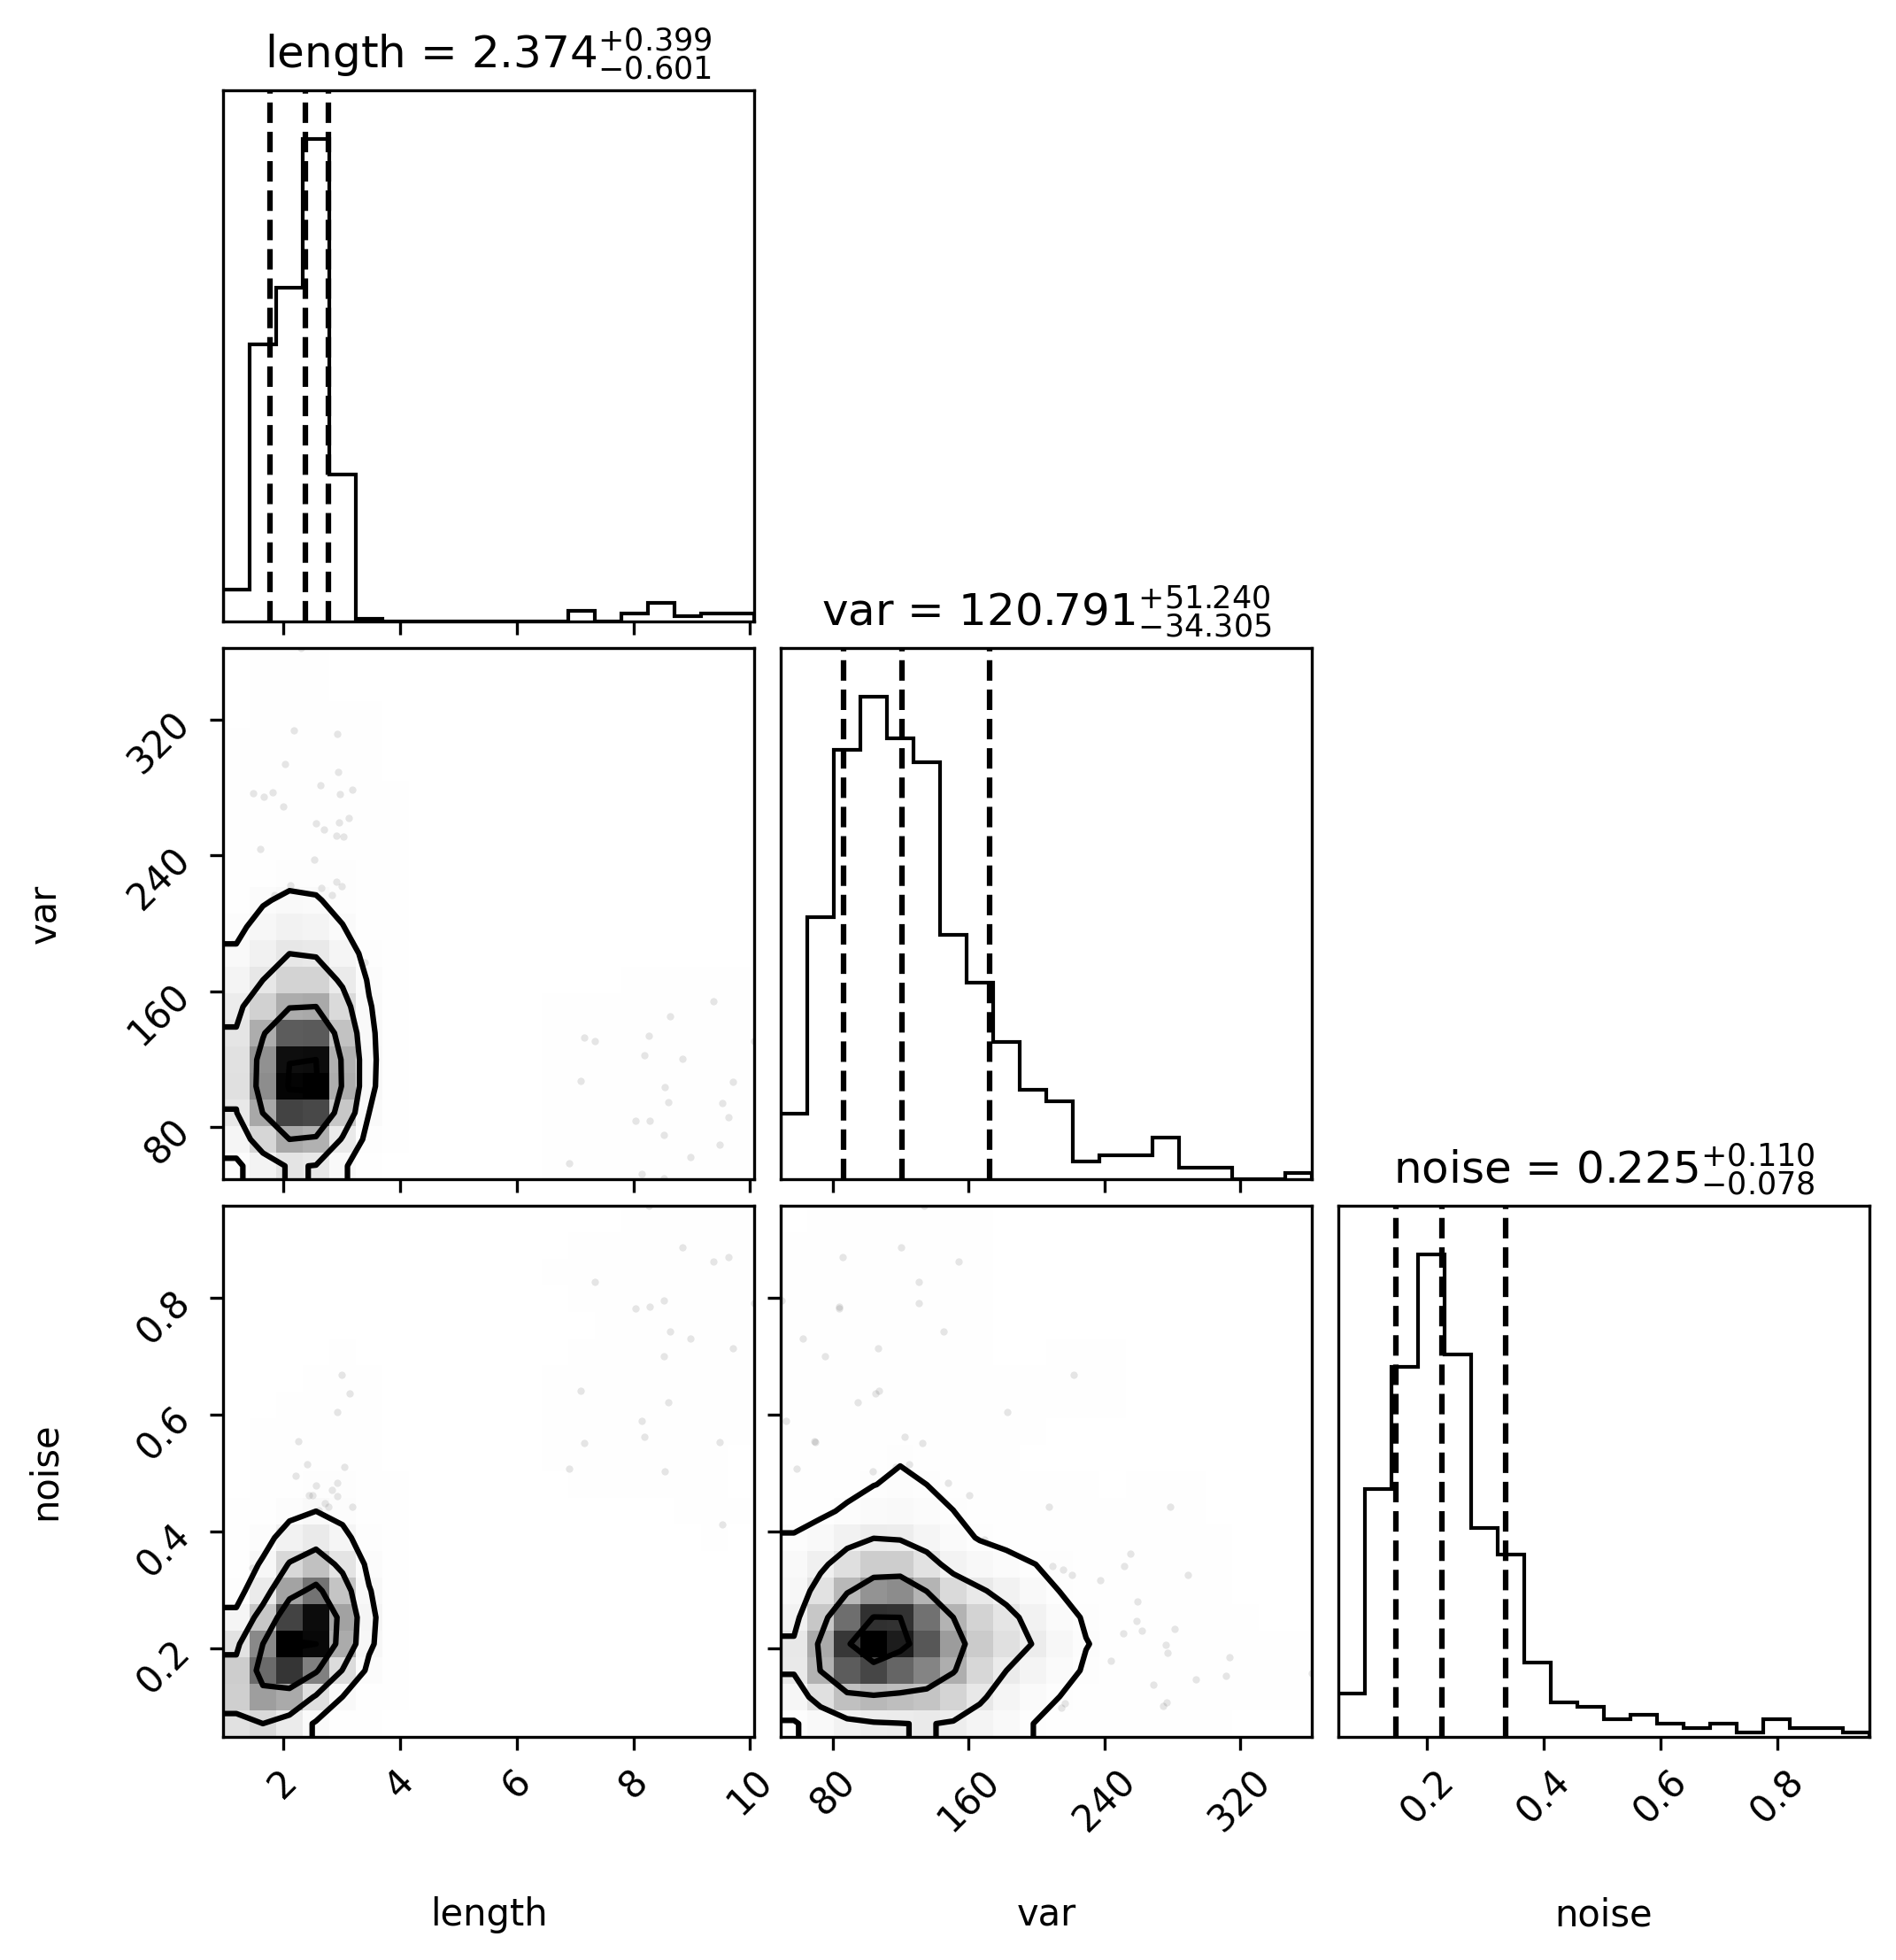 length = 2.374+0.399−0.601
var = 120.791+51.240−34.305
320
240
160
80
var
noise = 0.225+0.110−0.078
0.8
0.6
0.4
0.2
noise
2 4 6 8 10 80 160 240 320 0.2 0.4 0.6 0.8
length var noise